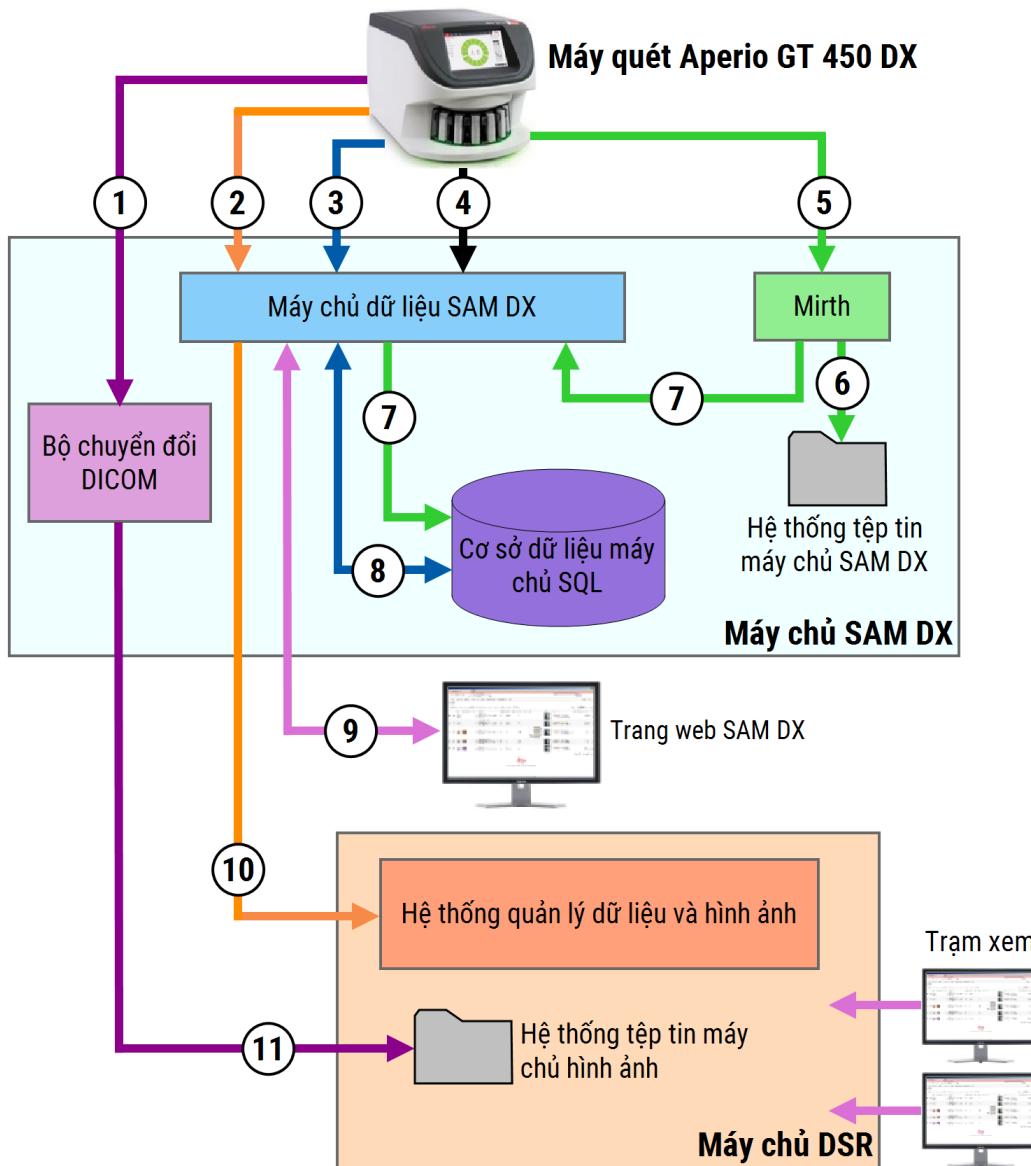 Máy quét Aperio GT 450 DX
1
2
3
4
5
Máy chủ dữ liệu SAM DX
Mirth
7
7
6
Bộ chuyển đổi
DICOM
Hệ thống tệp tin
máy chủ SAM DX
Cơ sở dữ liệu máy
chủ SQL
8
Máy chủ SAM DX
9
Trang web SAM DX
10
Hệ thống quản lý dữ liệu và hình ảnh
Trạm xem
11
Hệ thống tệp tin máy
chủ hình ảnh
Máy chủ DSR